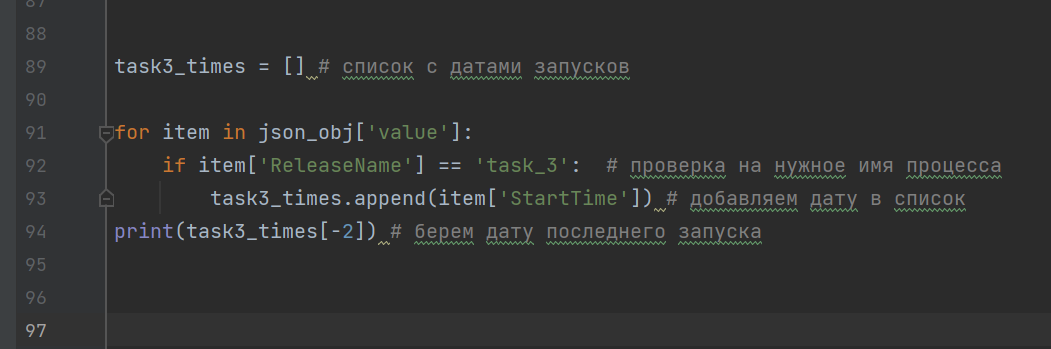 87
88
89 task3_times = [] # список с датами запусков
90
91 for item in json_obj['value']:
92 if item['ReleaseName'] == 'task_3':  # проверка на нужное имя процесса
93 task3_times.append(item['StartTime']) # добавляем дату в список
94 print(task3_times[-2]) # берем дату последнего запуска
95
96
97